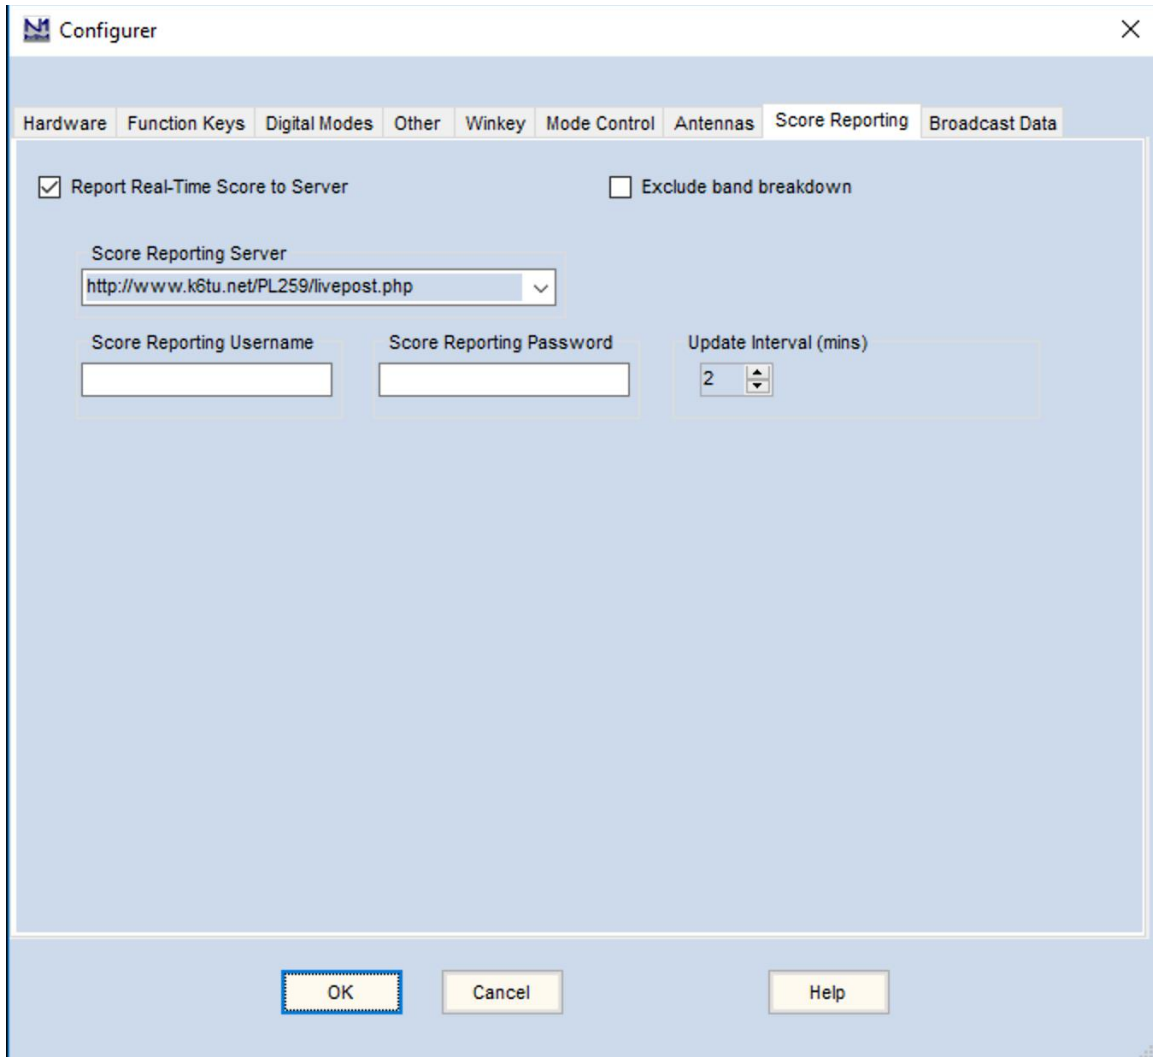 Configurer
Hardware Function Keys Digital Modes Other Winkey Mode Control Antennas Score Reporting Broadcast Data
Report Real-Time Score to Server Exclude band breakdown
Score Reporting Server
http://www.k6tu.net/PL259/livepost.php
Score Reporting Username Score Reporting Password Update Interval (mins)
2
OK Cancel Help